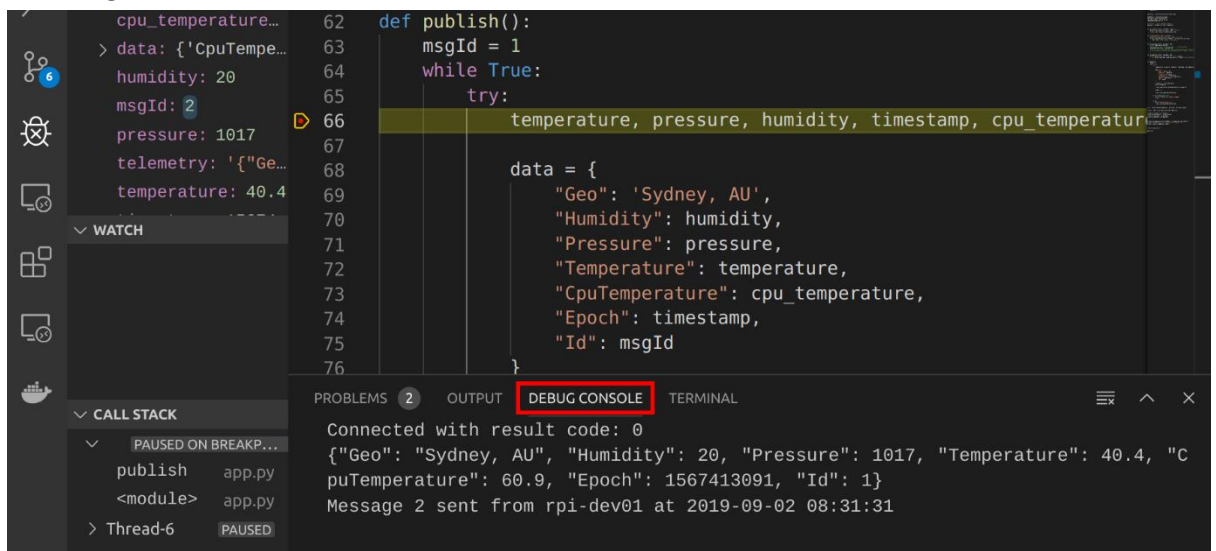 cpu_temperature…
> data: {'CpuTempe…
humidity: 20
msgId: 2
pressure: 1017
telemetry: '{"Ge…
temperature: 40.4
WATCH
CALL STACK
PAUSED ON BREAKP…
publish app.py
<module> app.py
> Thread-6 PAUSED
6
62 def publish():
63 msgId = 1
64 while True:
65 try:
66 temperature, pressure, humidity, timestamp, cpu_temperatur
67
68 data = {
69 "Geo": 'Sydney, AU',
70 "Humidity": humidity,
71 "Pressure": pressure,
72 "Temperature": temperature,
73 "CpuTemperature": cpu_temperature,
74 "Epoch": timestamp,
75 "Id": msgId
76 }
PROBLEMS 2 OUTPUT DEBUG CONSOLE TERMINAL
Connected with result code: 0
{"Geo": "Sydney, AU", "Humidity": 20, "Pressure": 1017, "Temperature": 40.4, "C
puTemperature": 60.9, "Epoch": 1567413091, "Id": 1}
Message 2 sent from rpi-dev01 at 2019-09-02 08:31:31